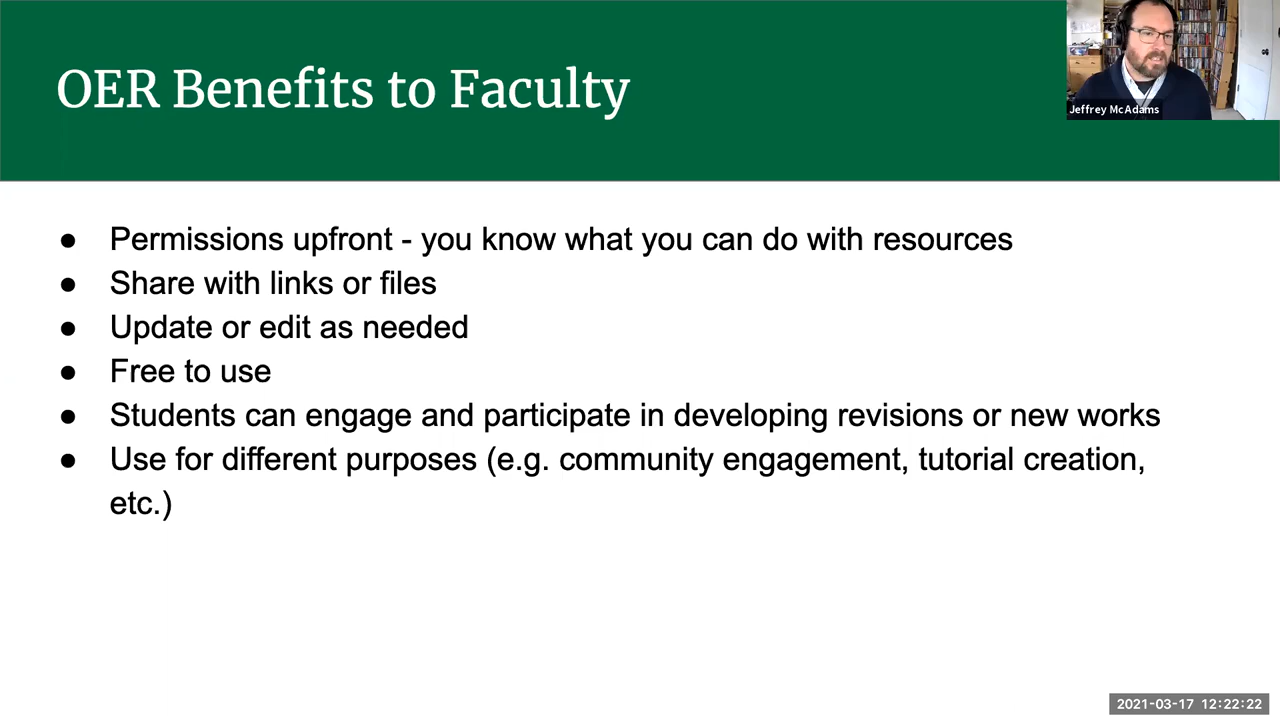 OER Benefits to Faculty
Jeffrey McAdams
● Permissions upfront - you know what you can do with resources
● Share with links or files
● Update or edit as needed
● Free to use
● Students can engage and participate in developing revisions or new works
● Use for different purposes (e.g. community engagement, tutorial creation,
etc.)
2021-03-17 12:22:22